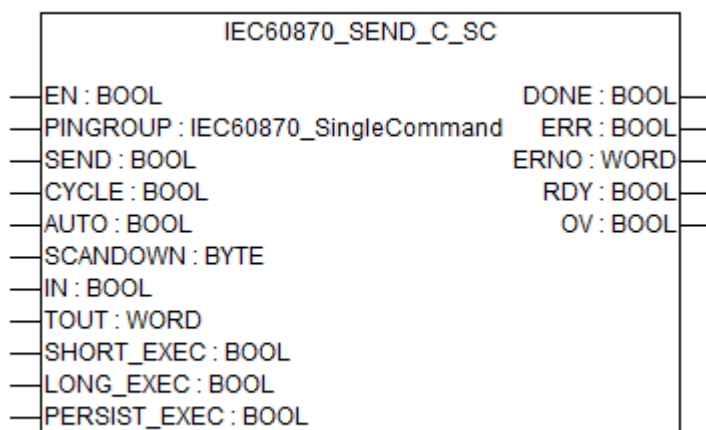 IEC60870_SEND_C_SC
EN : BOOL DONE : BOOL
PINGROUP : IEC60870_SingleCommand ERR : BOOL
SEND : BOOL ERNO : WORD
CYCLE : BOOL RDY : BOOL
AUTO : BOOL OV : BOOL
SCANDOWN : BYTE
IN : BOOL
TOUT : WORD
SHORT_EXEC : BOOL
LONG_EXEC : BOOL
PERSIST_EXEC : BOOL